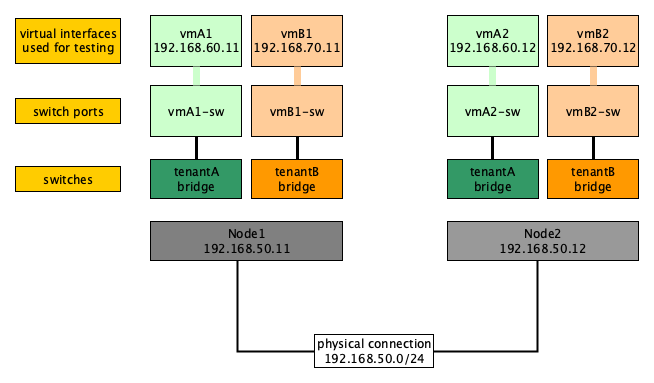 virtual interfaces
used for testing
vmA1
192.168.60.11
vmB1
192.168.70.11
vmA2
192.168.60.12
vmB2
192.168.70.12
switch ports
vmA1-sw
vmB1-sw
vmA2-sw
vmB2-sw
switches
tenantA
bridge
tenantB
bridge
tenantA
bridge
tenantB
bridge
Node1
192.168.50.11
Node2
192.168.50.12
physical connection
192.168.50.0/24